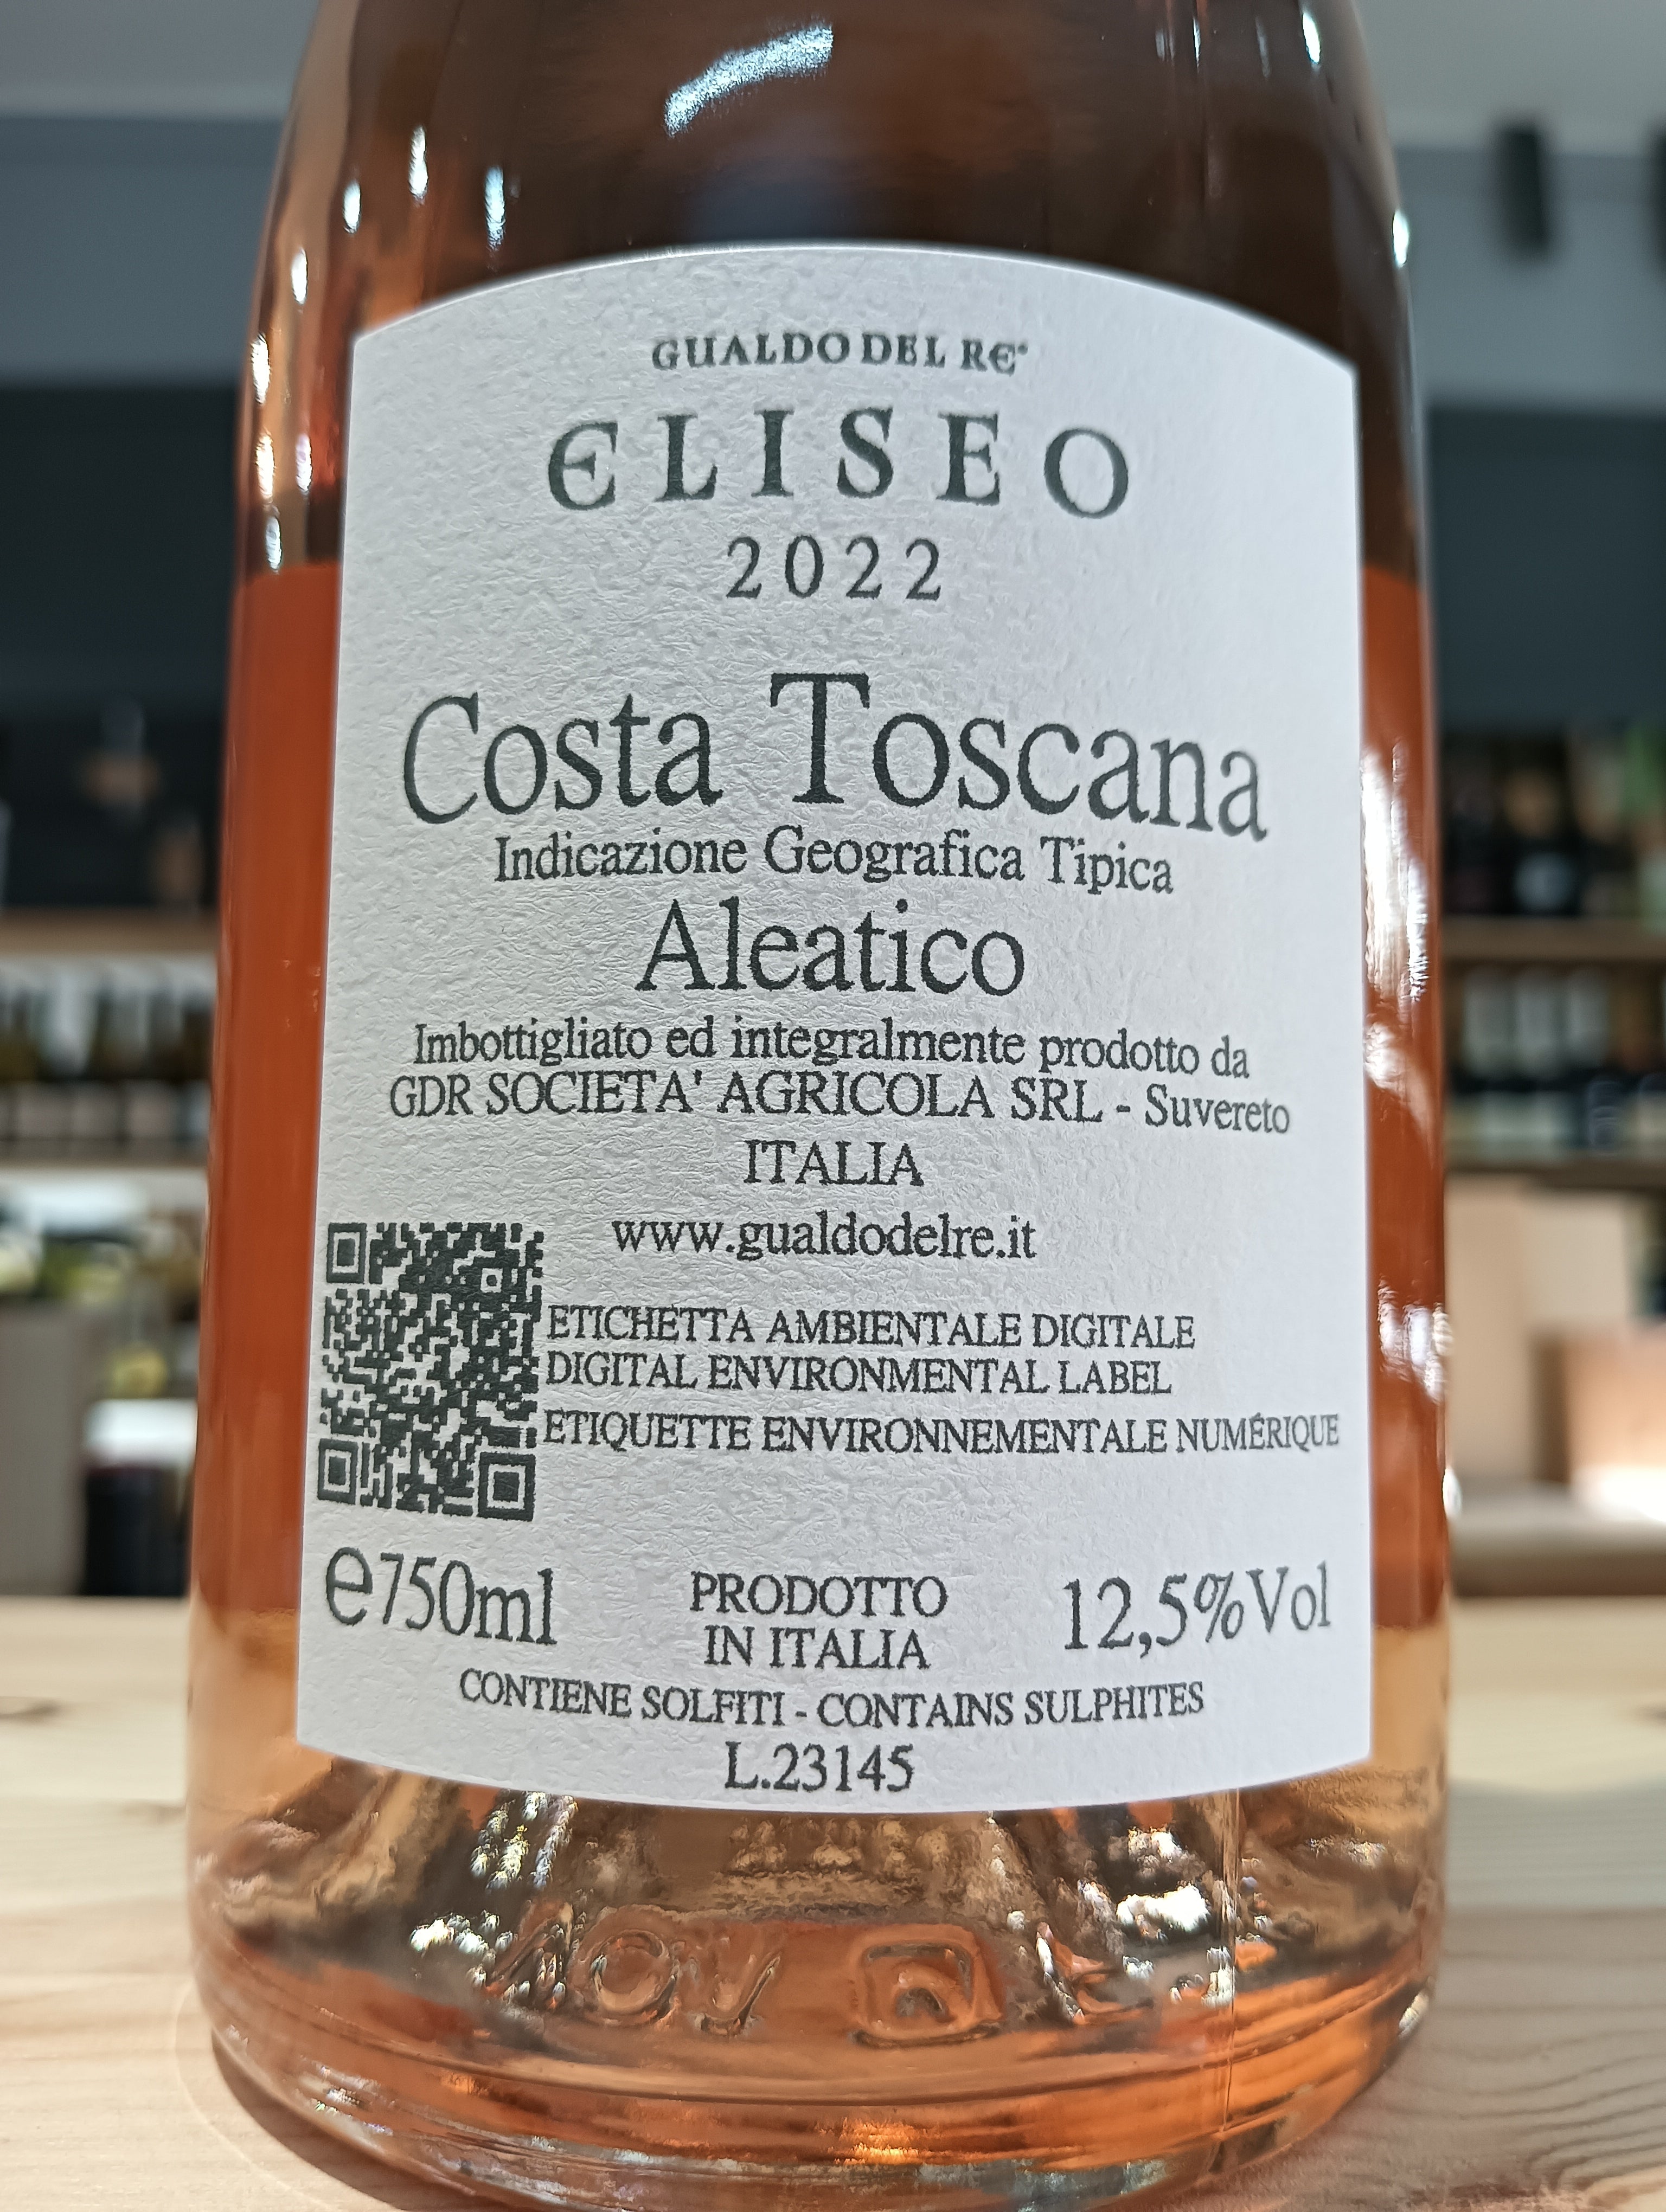 GUALDO DEL RE®
ELISEO
2022
Costa Toscana
Indicazione Geografica Tipica
Aleatico
Imbottigliato ed integralmente prodotto da
GDR SOCIETA' AGRICOLA SRL - Suvereto
ITALIA
www.gualdodelre.it
ETICHETTA AMBIENTALE DIGITALE
DIGITAL ENVIRONMENTAL LABEL
ETIQUETTE ENVIRONNEMENTALE NUMÉRIQUE
e750ml
PRODOTTO
IN ITALIA
12,5%Vol
CONTIENE SOLFITI - CONTAINS SULPHITES
L.23145